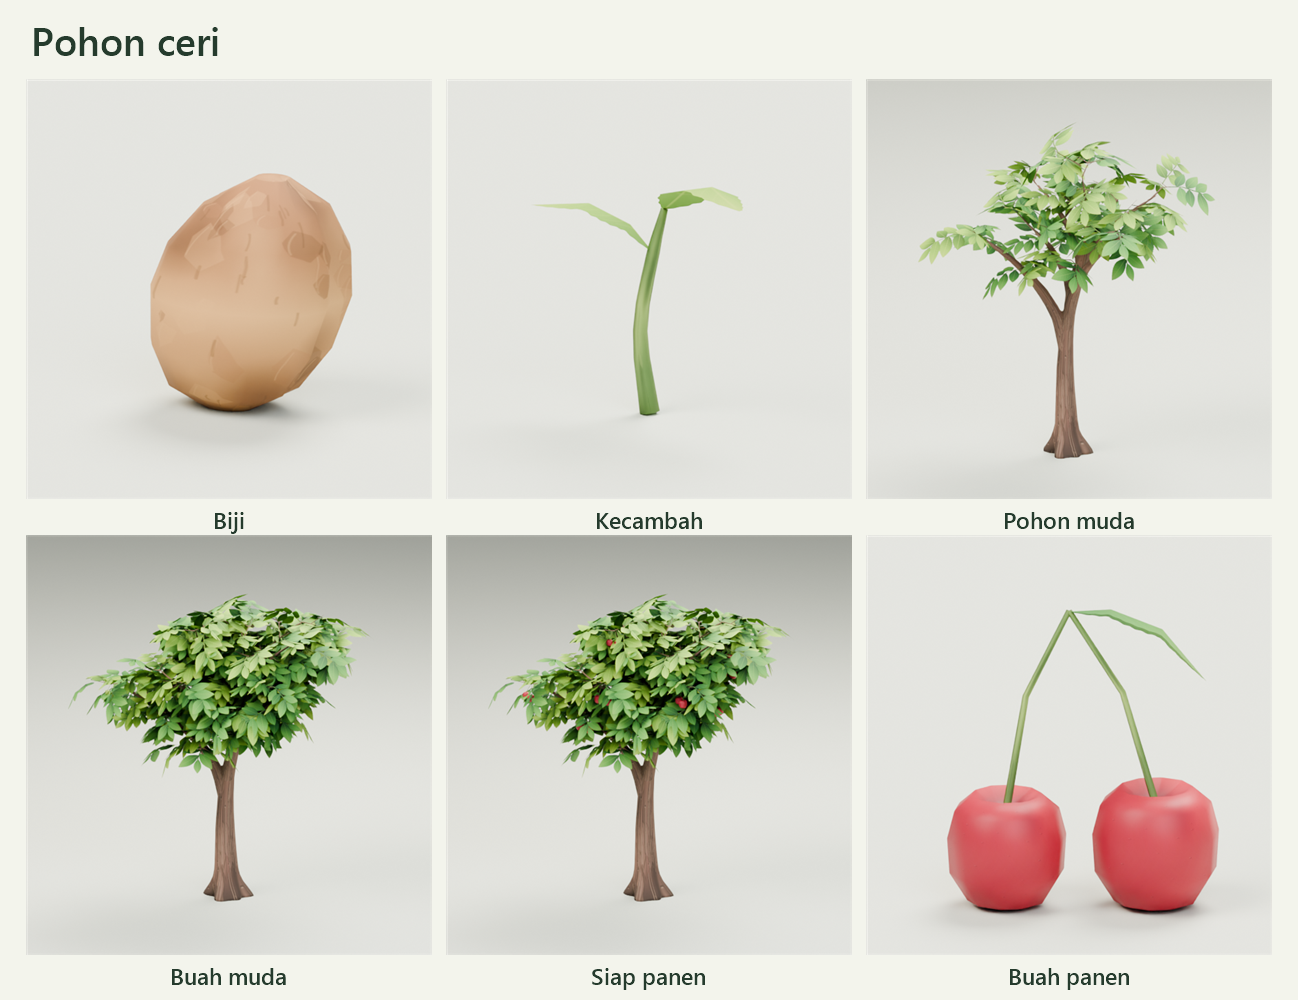 Pohon ceri
Biji
Kecambah
Pohon muda
Buah muda
Siap panen
Buah panen